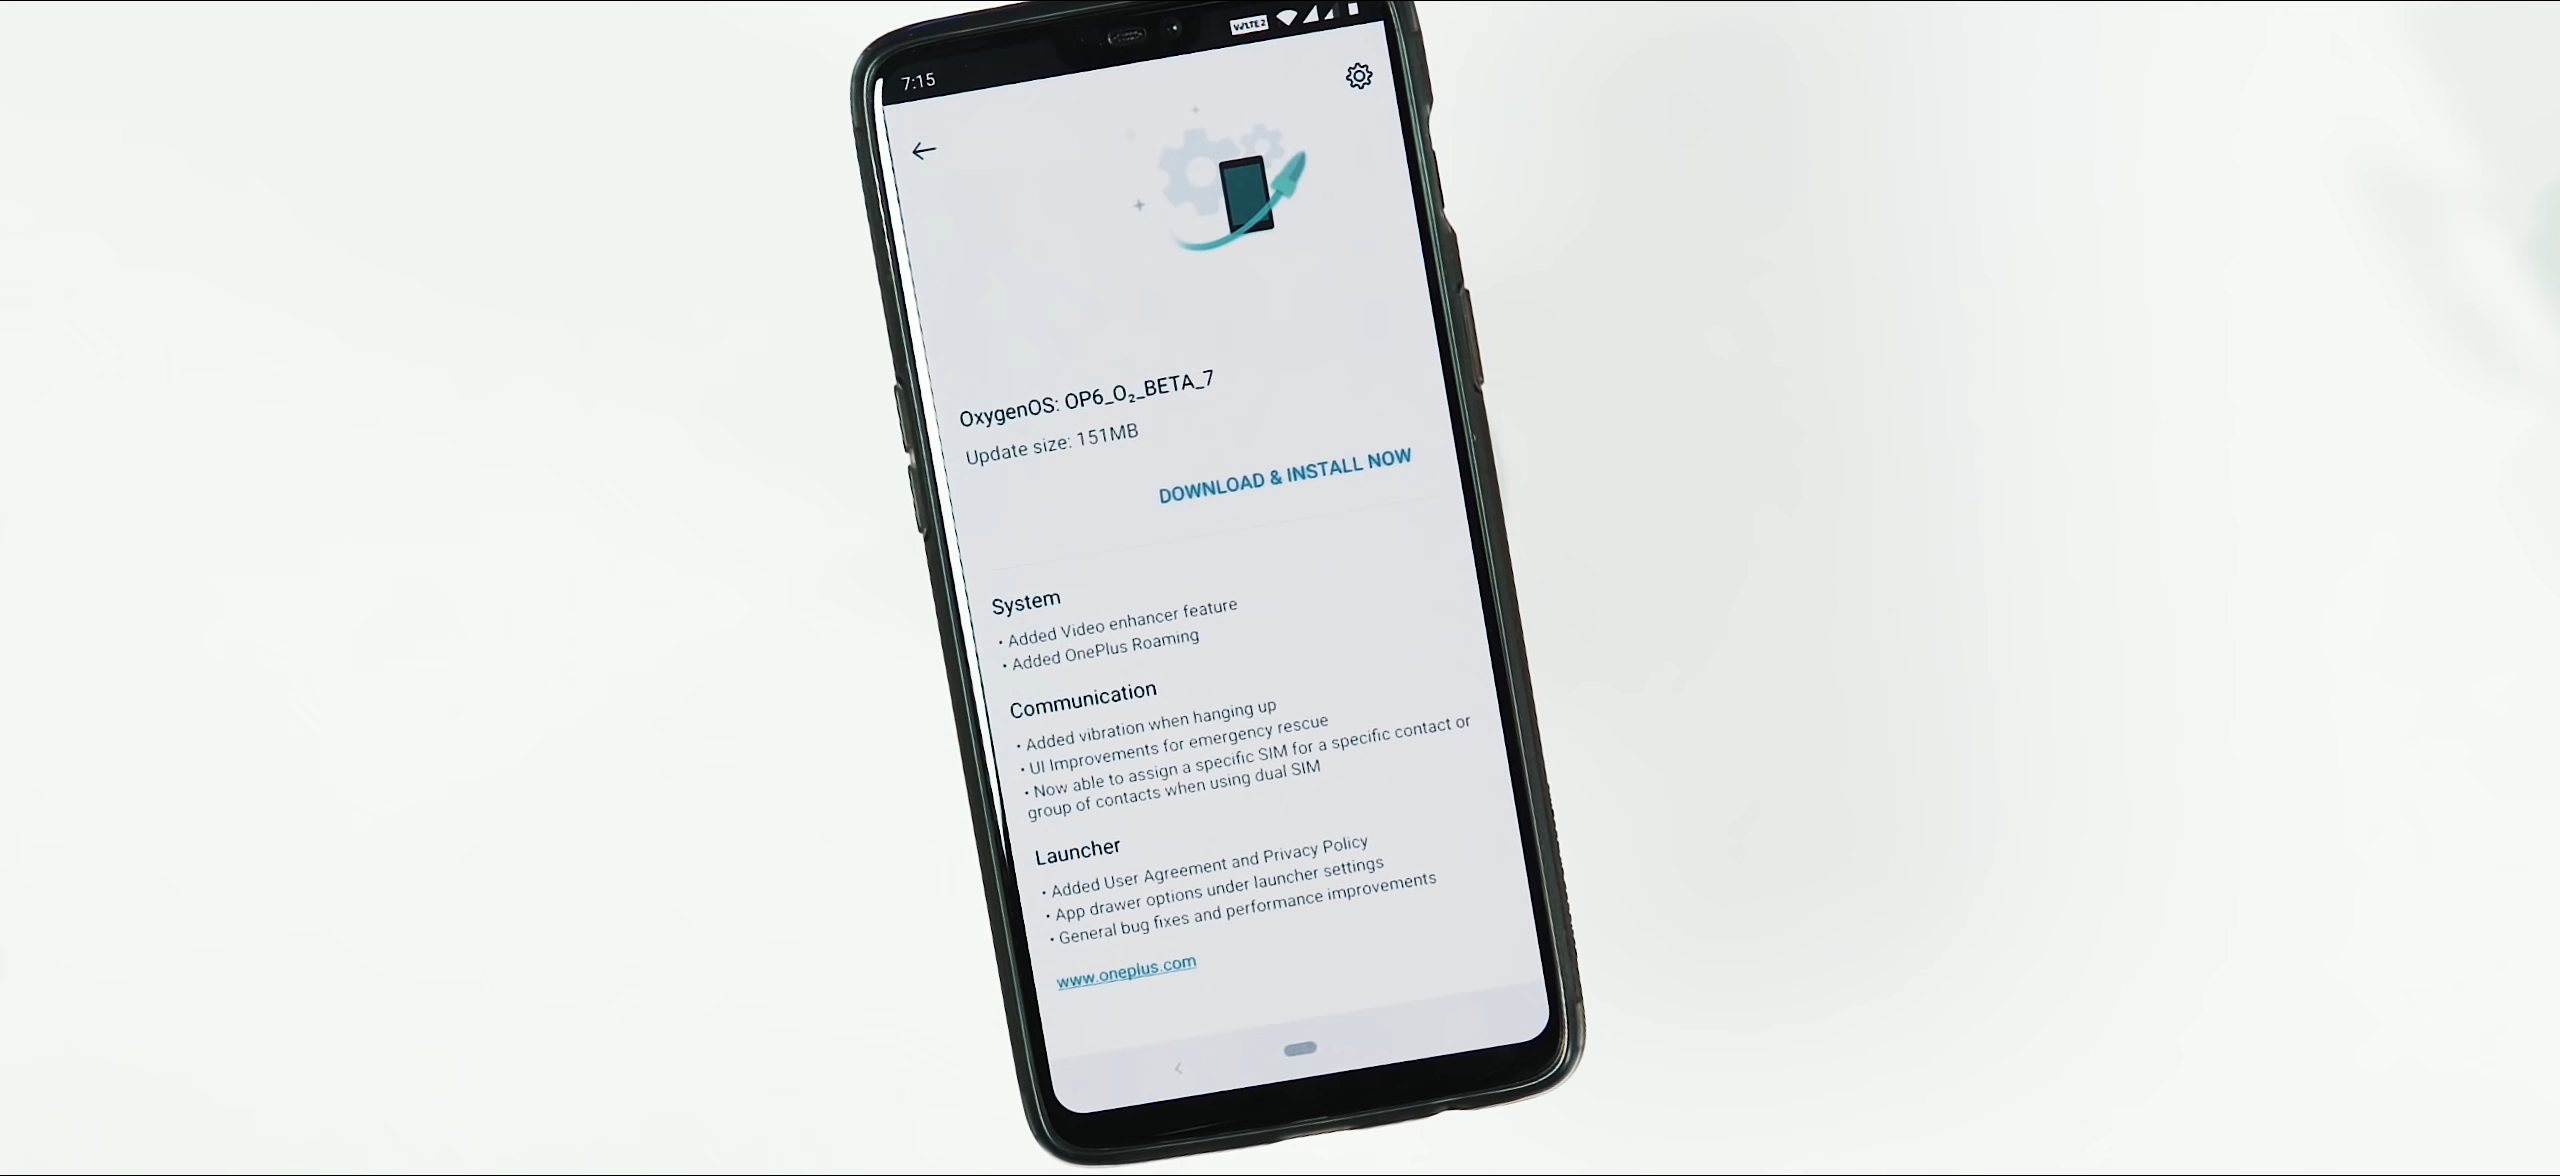 VoLTE2
7:15
OxygenOS: OP6_O₂_BETA_7
Update size: 151MB
DOWNLOAD & INSTALL NOW
System
• Added Video enhancer feature
• Added OnePlus Roaming
Communication
• Added vibration when hanging up
• UI Improvements for emergency rescue
• Now able to assign a specific SIM for a specific contact or
group of contacts when using dual SIM
Launcher
• Added User Agreement and Privacy Policy
• App drawer options under launcher settings
• General bug fixes and performance improvements
www.oneplus.com